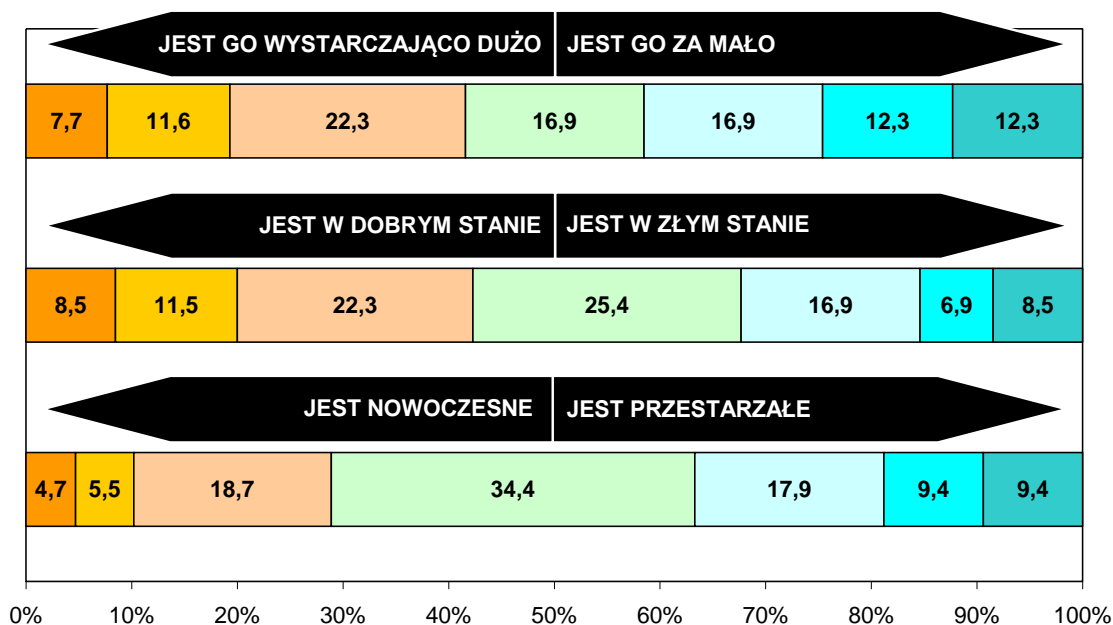 JEST GO WYSTARCZAJĄCO DUŻO JEST GO ZA MAŁO
7,7 11,6 22,3 16,9 16,9 12,3 12,3
JEST W DOBRYM STANIE JEST W ZŁYM STANIE
8,5 11,5 22,3 25,4 16,9 6,9 8,5
JEST NOWOCZESNE JEST PRZESTARZAŁE
4,7 5,5 18,7 34,4 17,9 9,4 9,4
0% 10% 20% 30% 40% 50% 60% 70% 80% 90% 100%